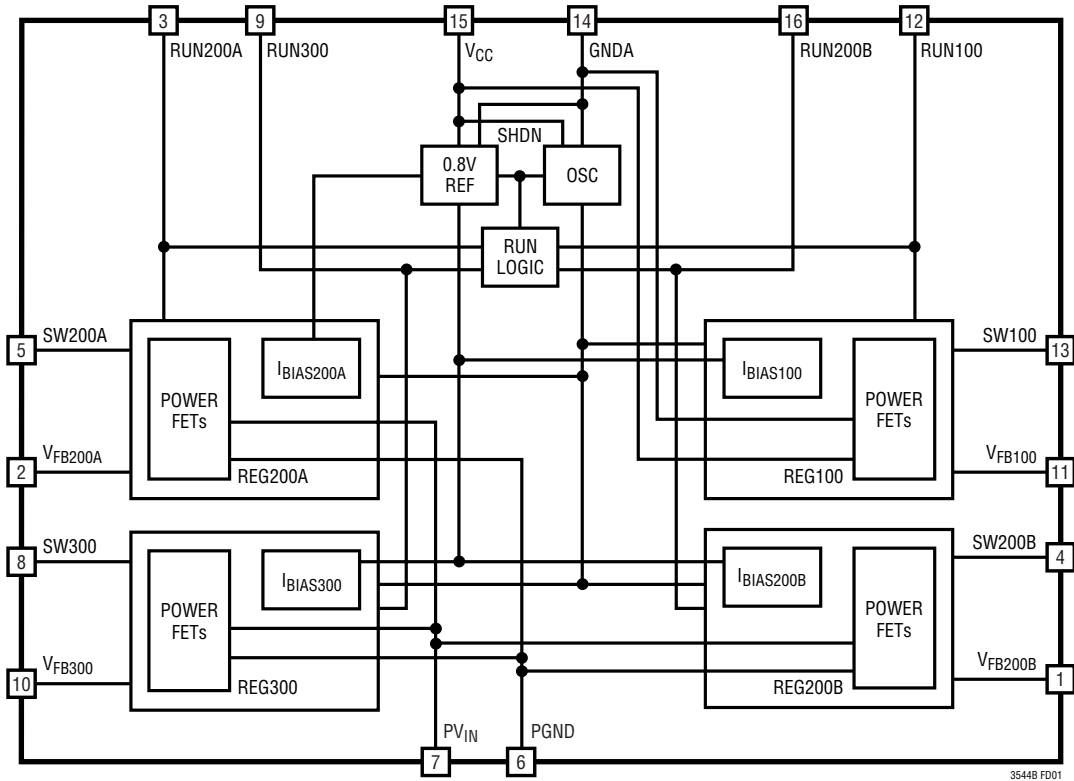 3 9 15 14 16 12
RUN200A RUN300 VCC GNDA RUN200B RUN100
SHDN
0.8V
REF
OSC
RUN
LOGIC
SW200A
5
IBIAS200A
POWER
FETs
VFB200A
2
REG200A
SW100
13
IBIAS100
POWER
FETs
VFB100
11
REG100
SW300
8
IBIAS300
POWER
FETs
VFB300
10
REG300
SW200B
4
IBIAS200B
POWER
FETs
VFB200B
1
REG200B
PVIN PGND
7 6
3544B FD01